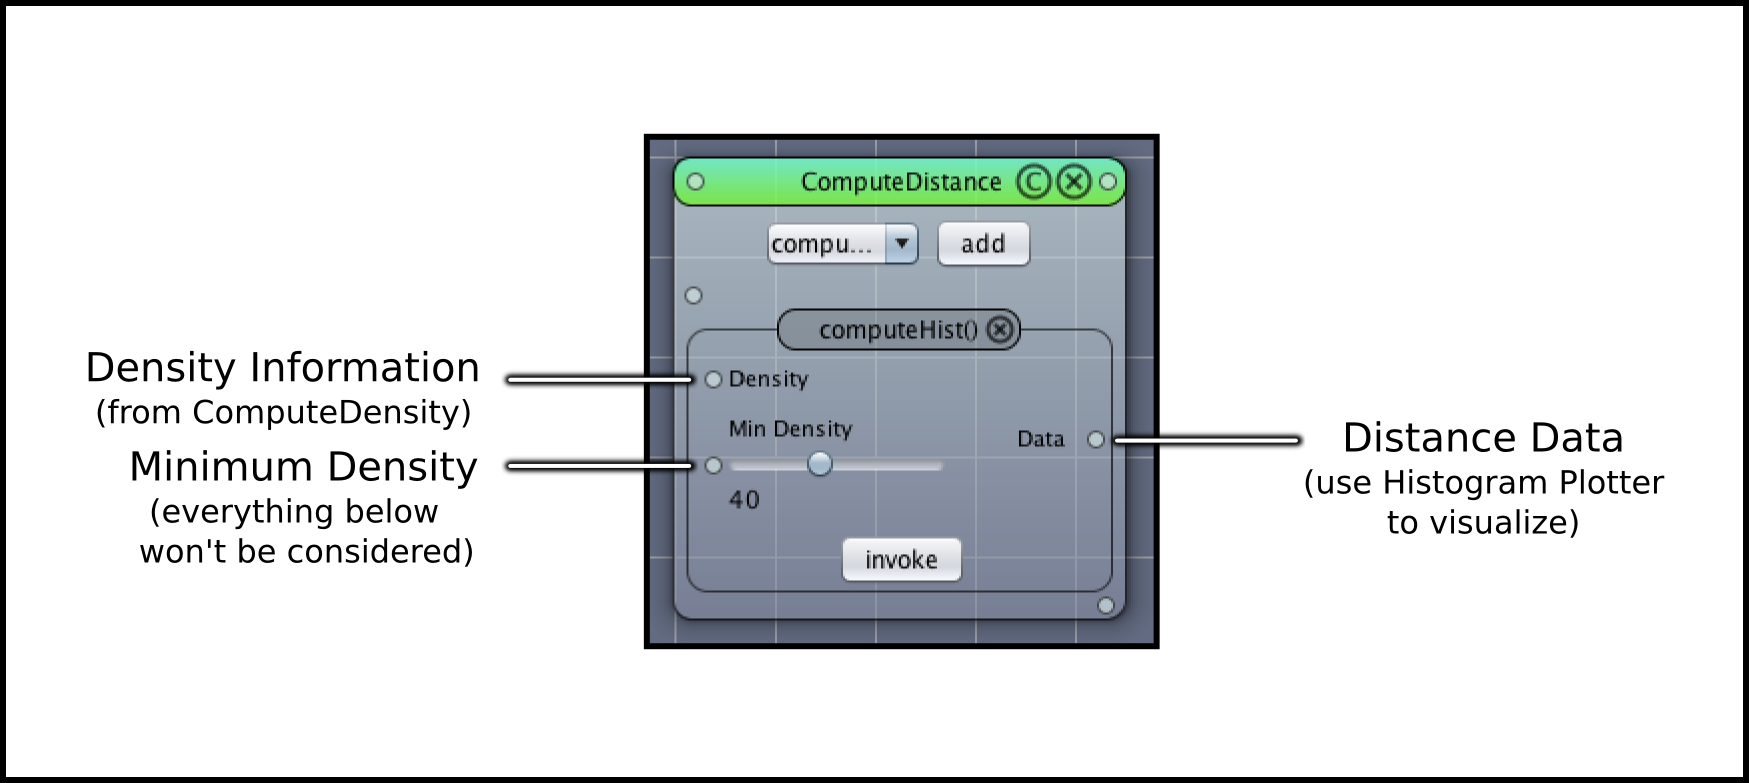 ComputeDistance
compu...
add
computeHist()
Density Information
(from ComputeDensity)
Density
Min Density
Minimum Density
(everything below
won't be considered)
40
Data
Distance Data
(use Histogram Plotter
to visualize)
invoke